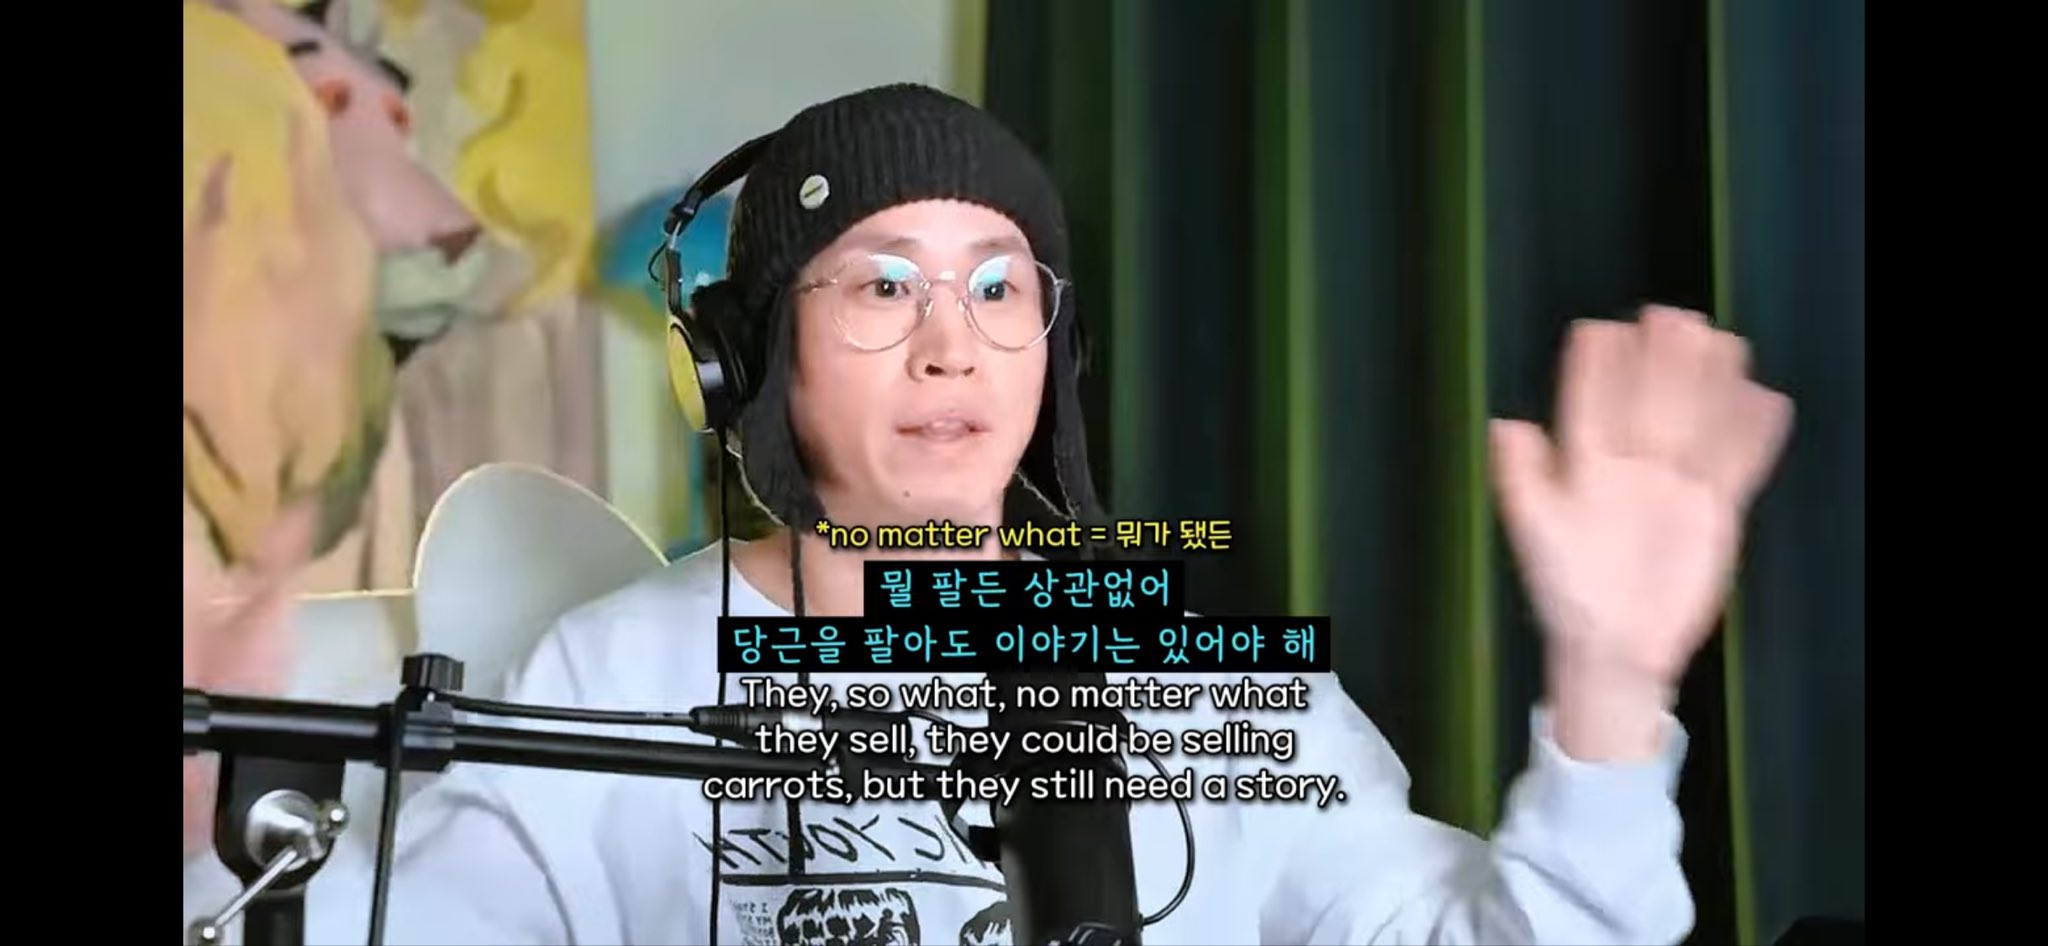 *no matter what = 뭐가 됐든
뭘 팔든 상관없어
당근을 팔아도 이야기는 있어야 해
They, so what, no matter what
they sell, they could be selling
carrots, but they still need a story.